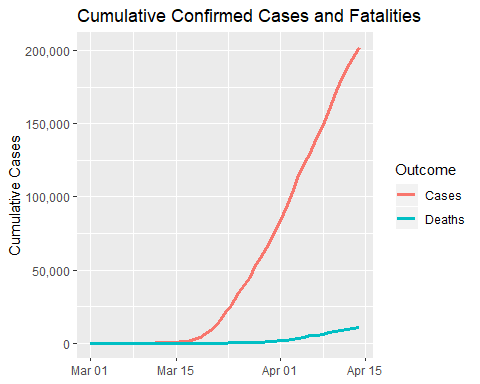 Cumulative Confirmed Cases and Fatalities
200,000
150,000
100,000
50,000
0
Cumulative Cases
Mar 01
Mar 15
Apr 01
Apr 15
Outcome
Cases
Deaths